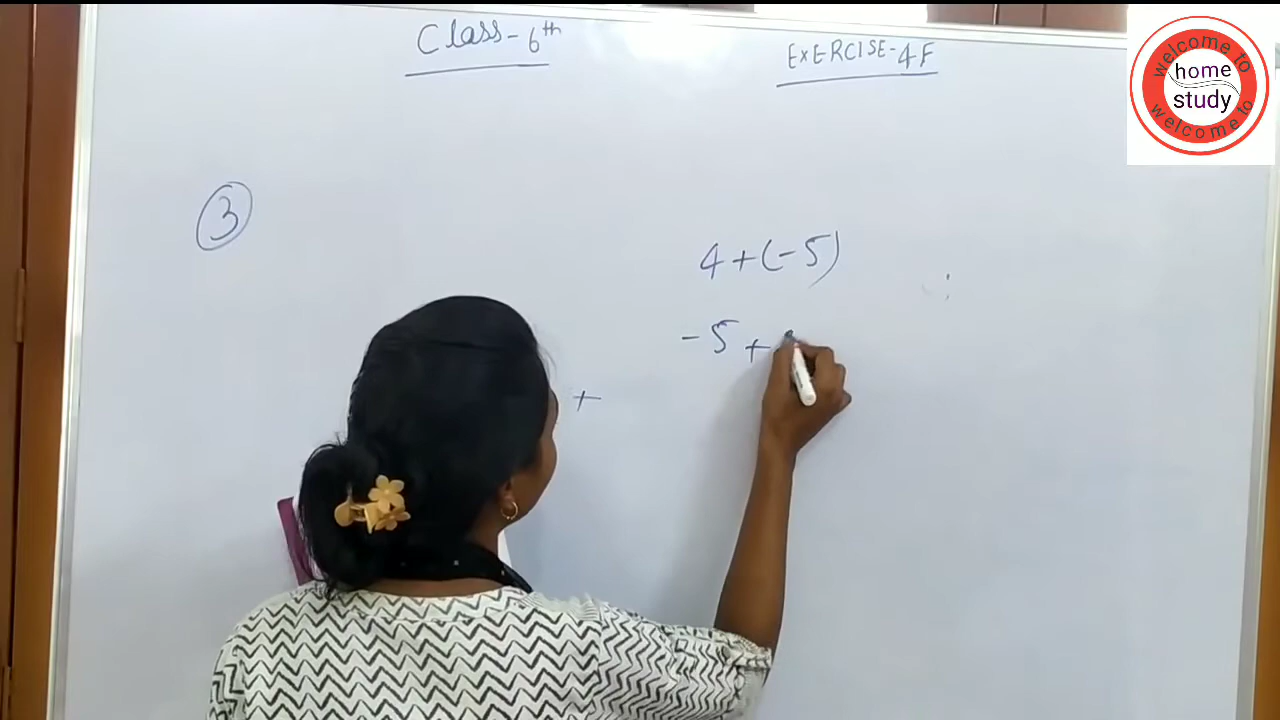 Class-6th
EXERCISE-4F
welcome to
home
study
welcome to
3
4+(-5)
-5+
+